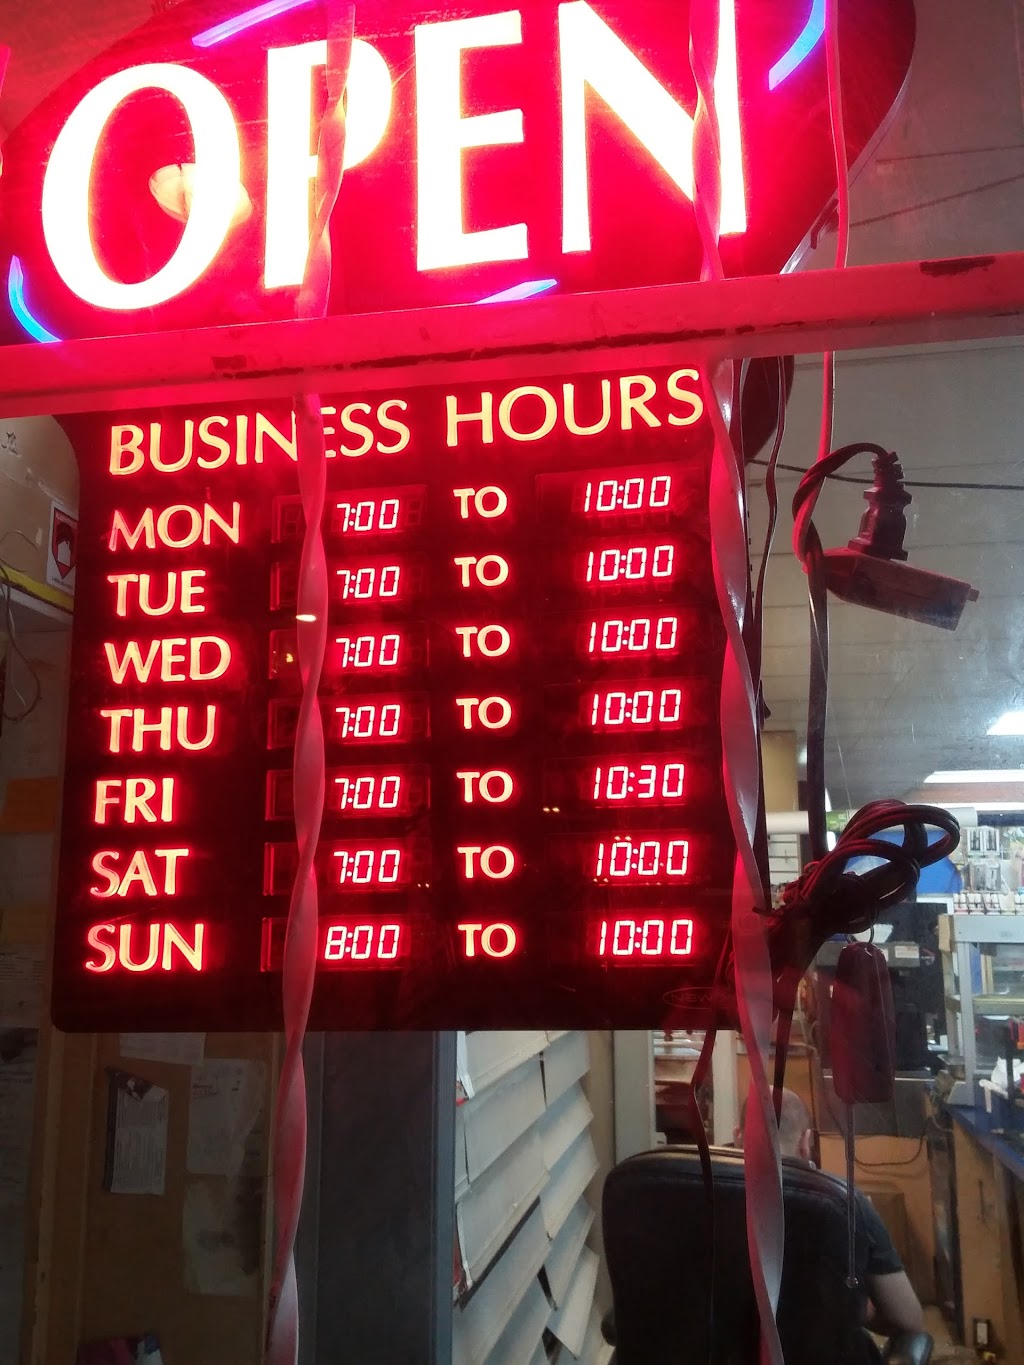 OPEN
BUSINESS HOURS
MON 7:00 TO 10:00
TUE 7:00 TO 10:00
WED 7:00 TO 10:00
THU 7:00 TO 10:00
FRI 7:00 TO 10:30
SAT 7:00 TO 10:00
SUN 8:00 TO 10:00